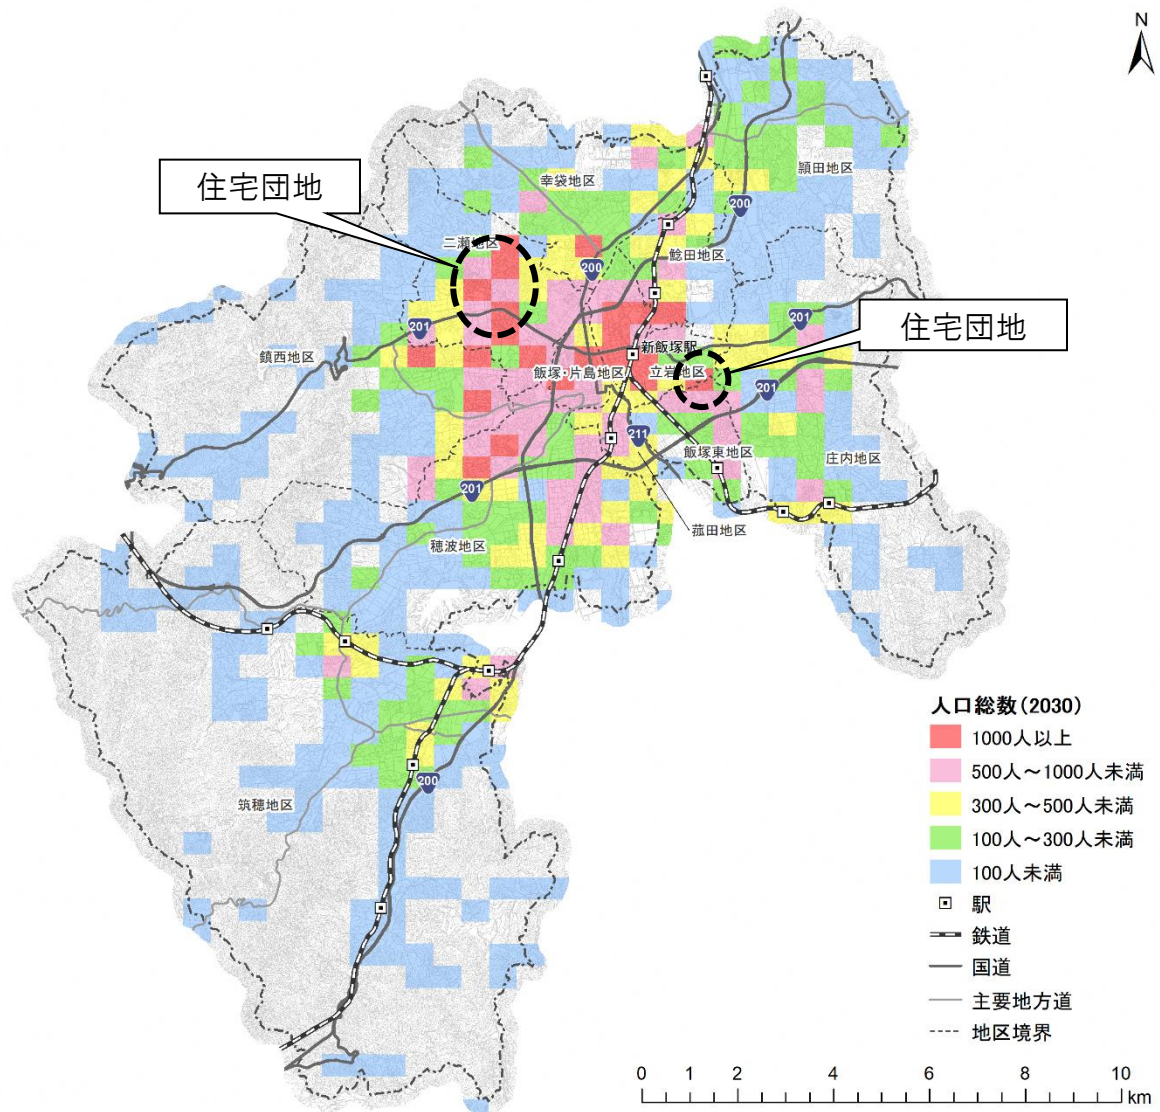 N
住宅団地
幸袋地区
頴田地区
200
二瀬地区
鯰田地区
200
住宅団地
201
201
新飯塚駅
鎮西地区
飯塚・片島地区
立岩地区
201
211
飯塚東地区
庄内地区
201
菰田地区
穂波地区
200
筑穂地区
人口総数(2030)
1000人以上
500人～1000人未満
300人～500人未満
100人～300人未満
100人未満
駅
鉄道
国道
主要地方道
地区境界
0 1 2 4 6 8 10
km